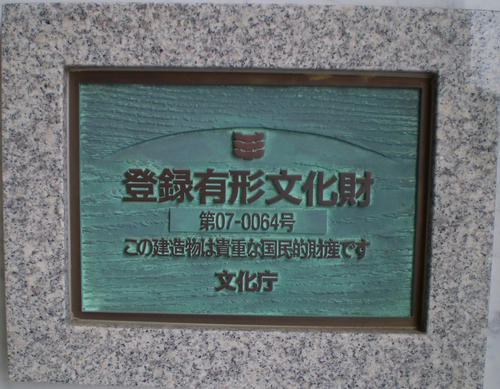 登録有形文化財
第07-0064号
この建造物は貴重な国民的財産です
文化庁